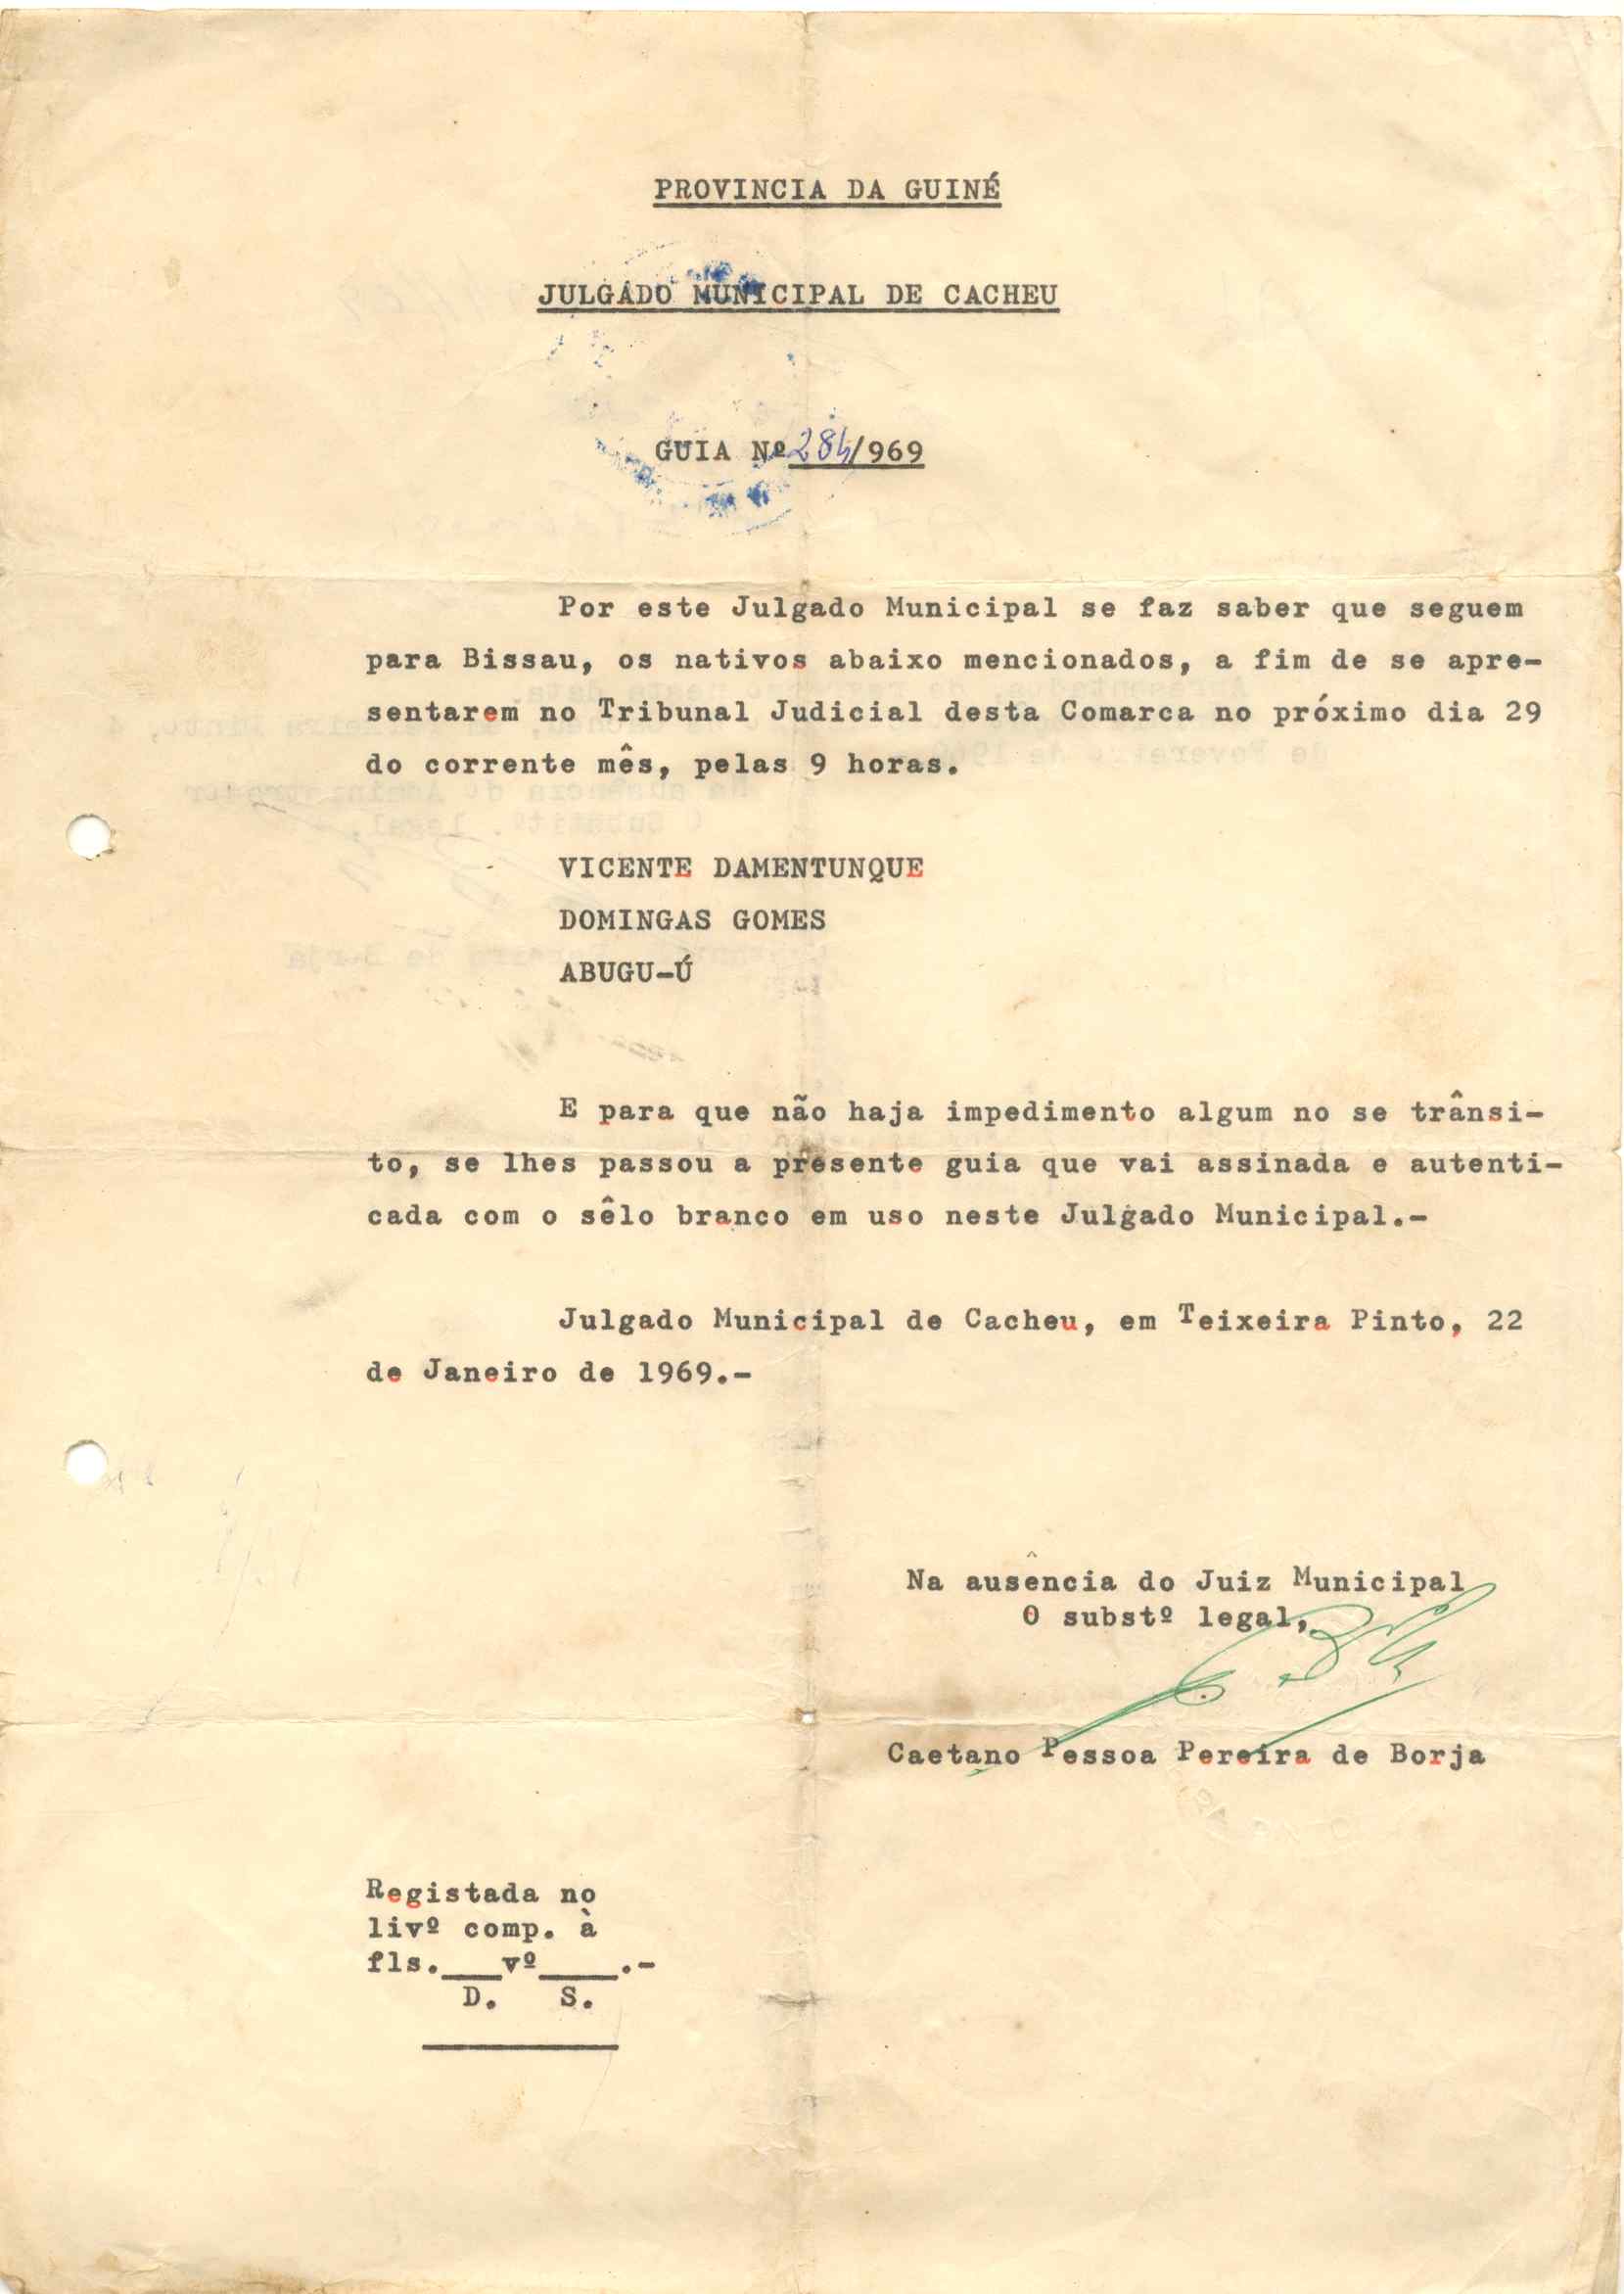 PROVINCIA DA GUINÉ
JULGADO MUNICIPAL DE CACHEU
GUIA Nº 284/969
Por este Julgado Municipal se faz saber que seguem
para Bissau, os nativos abaixo mencionados, a fim de se apre-
sentarem no Tribunal Judicial desta Comarca no próximo dia 29
do corrente mês, pelas 9 horas.
VICENTE DAMENTUNQUE
DOMINGAS GOMES
ABUGU-Ú
E para que não haja impedimento algum no se trânsi-
to, se lhes passou a presente guia que vai assinada e autenti-
cada com o sêlo branco em uso neste Julgado Municipal.-
Julgado Municipal de Cacheu, em Teixeira Pinto, 22
de Janeiro de 1969.-
Na ausência do Juiz Municipal
O substº legal,
Caetano Pessoa Pereira de Borja
Registada no
livº comp. à
fls.___vº____.-
D. S.